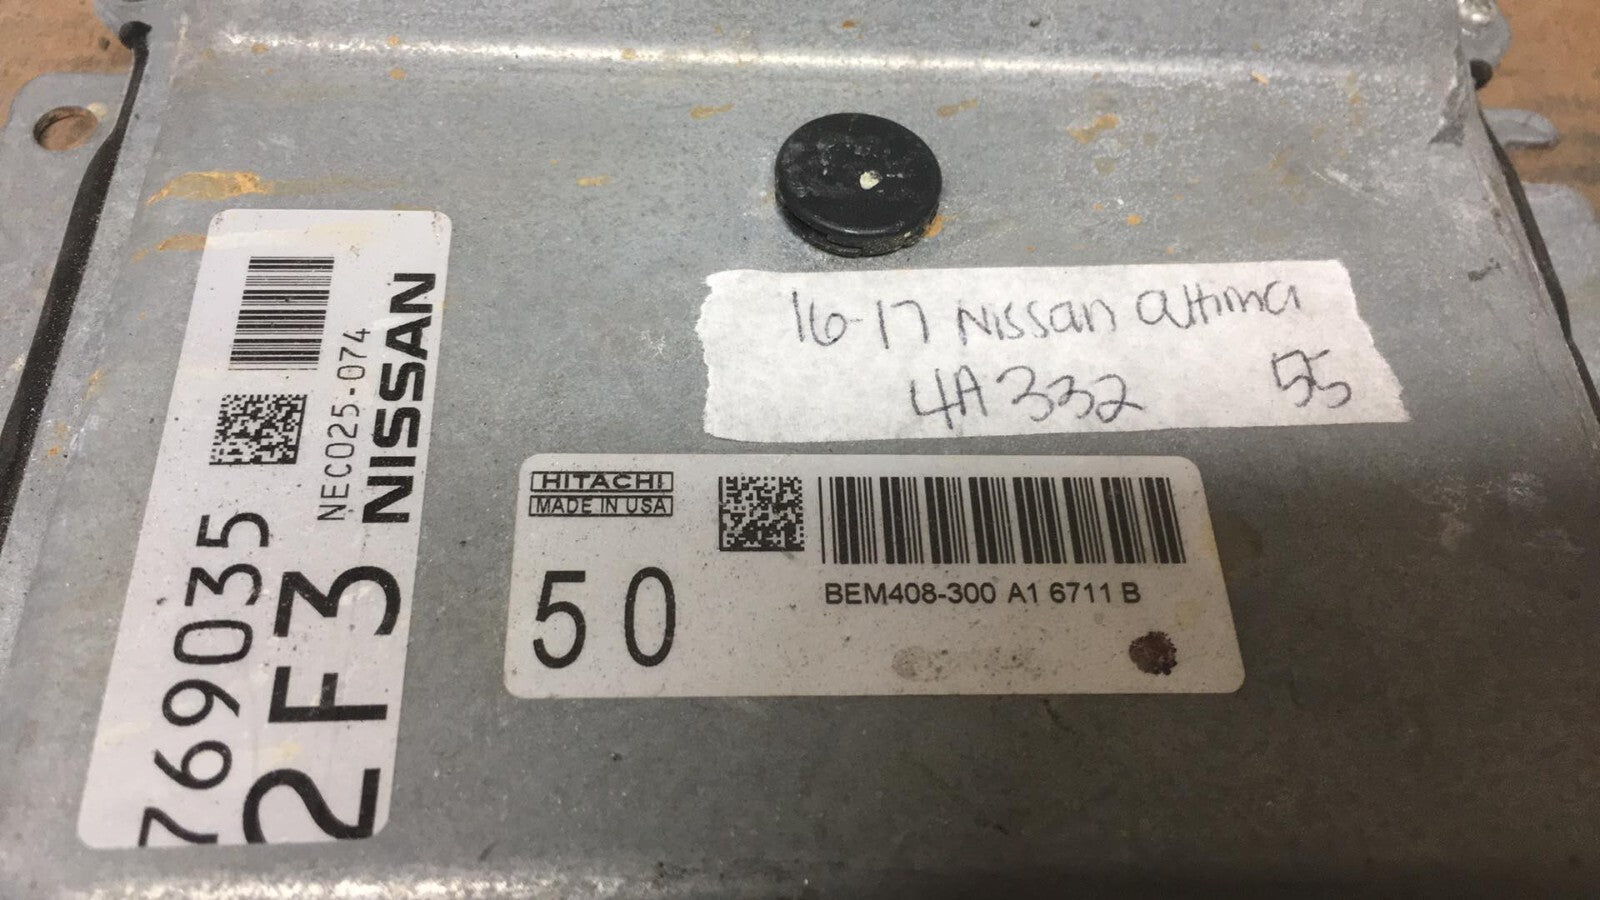 16-17 Nissan altima
4A332 55
HITACHI
MADE IN USA
50
BEM408-300 A1 6711 B
NISSAN
NEC025-074
2F3
769035